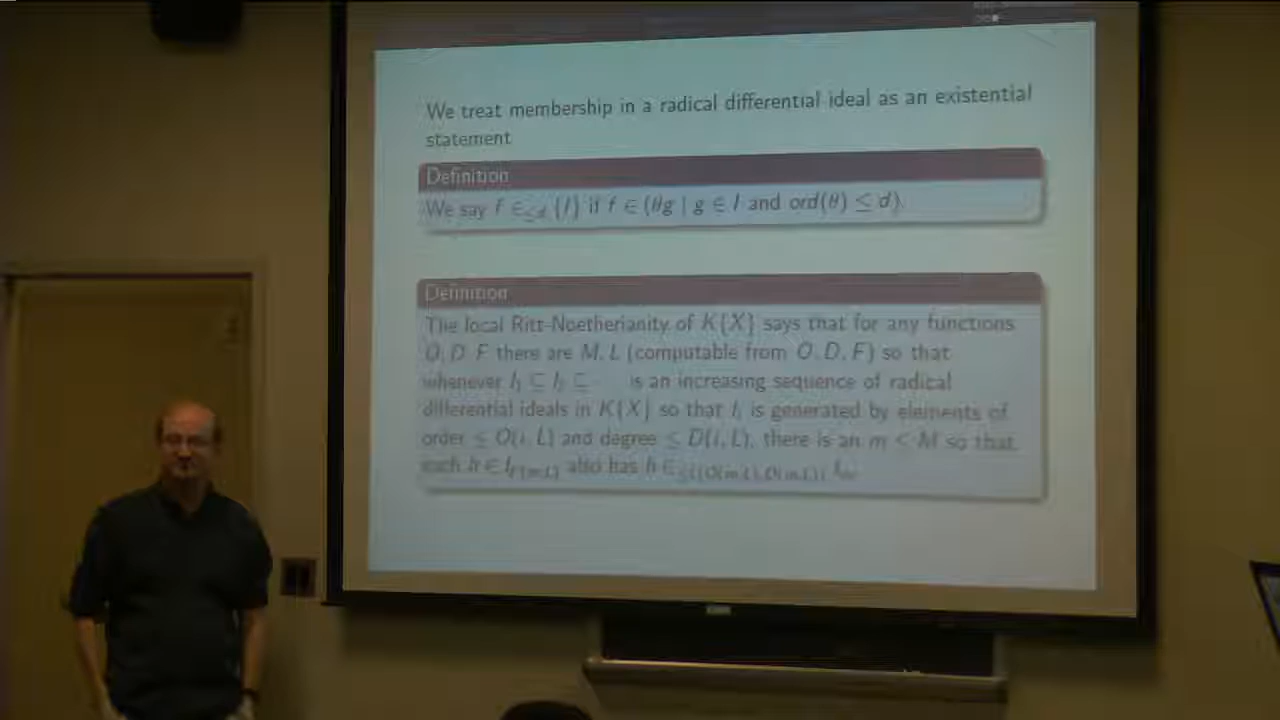 We treat membership in a radical differential ideal as an existential
statement
Definition
We say f ∈≤d {I} if f ∈ (θg | g ∈ I and ord(θ) ≤ d).
Definition
The local Ritt-Noetherianity of K{X} says that for any functions
O, D, F there are M, L (computable from O, D, F) so that
whenever I₁ ⊆ I₂ ⊆ ··· is an increasing sequence of radical
differential ideals in K{X} so that Iᵢ is generated by elements of
order ≤ O(i, L) and degree ≤ D(i, L), there is an m < M so that
each h ∈ I also has h ∈